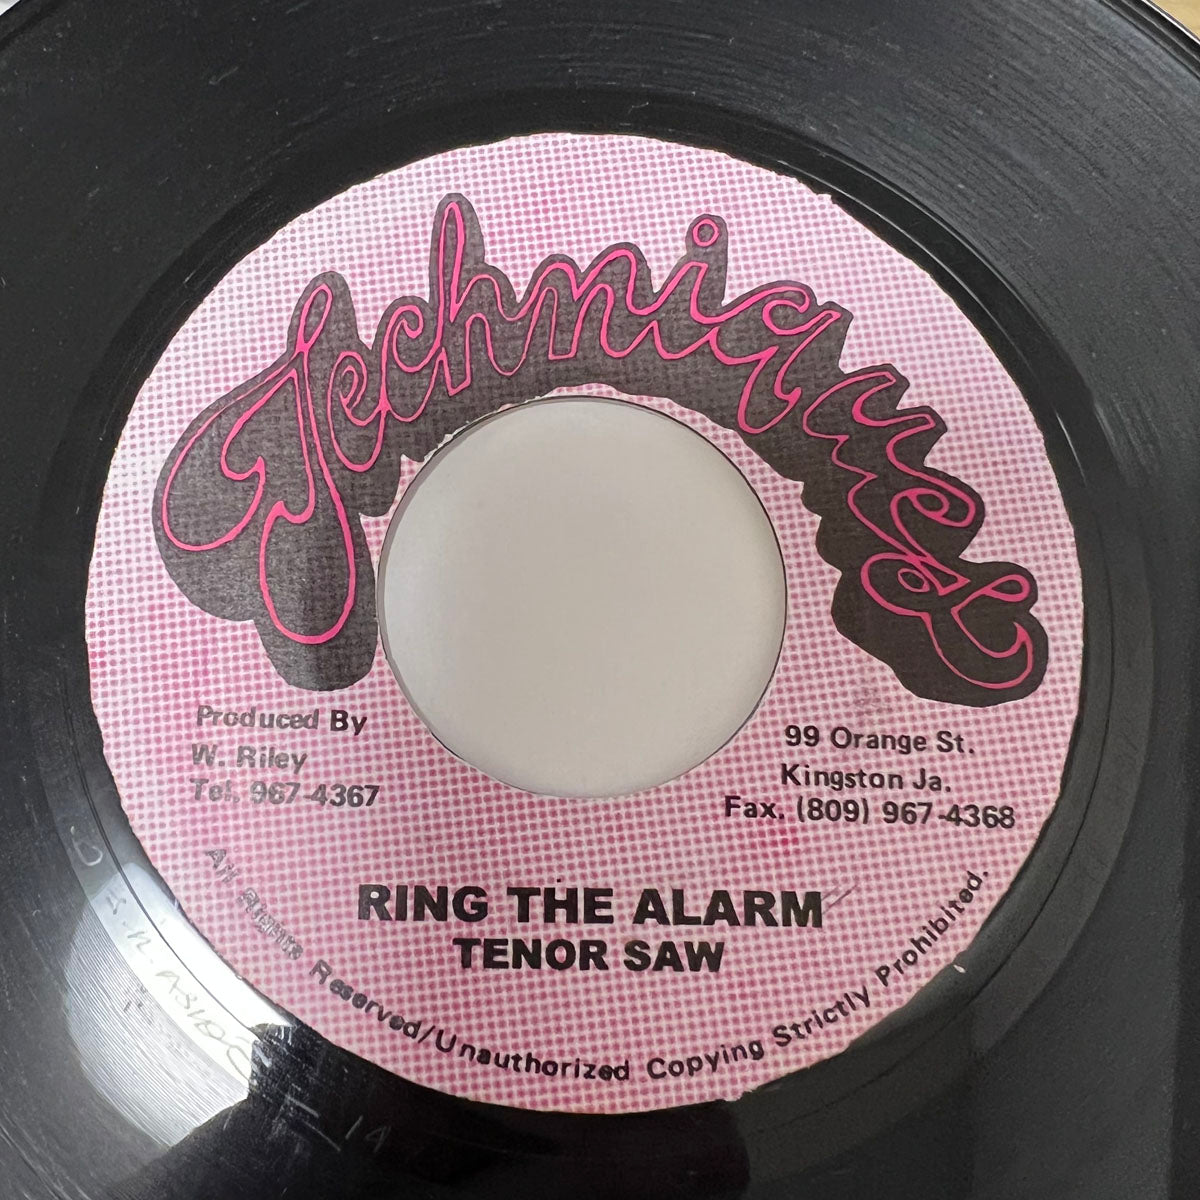 Techniques
Produced By
W. Riley
Tel. 967-4367
99 Orange St.
Kingston Ja.
Fax. (809) 967-4368
RING THE ALARM
TENOR SAW
All Rights Reserved/Unauthorized Copying Strictly Prohibited.